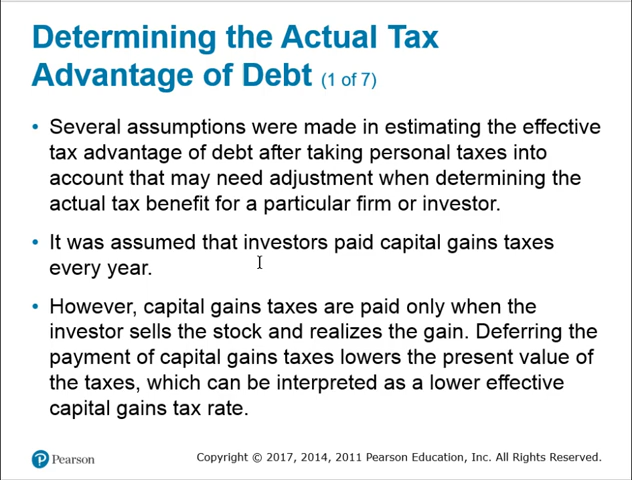 Determining the Actual Tax
Advantage of Debt (1 of 7)
• Several assumptions were made in estimating the effective
tax advantage of debt after taking personal taxes into
account that may need adjustment when determining the
actual tax benefit for a particular firm or investor.
• It was assumed that investors paid capital gains taxes
every year.
• However, capital gains taxes are paid only when the
investor sells the stock and realizes the gain. Deferring the
payment of capital gains taxes lowers the present value of
the taxes, which can be interpreted as a lower effective
capital gains tax rate.
P Pearson
Copyright © 2017, 2014, 2011 Pearson Education, Inc. All Rights Reserved.